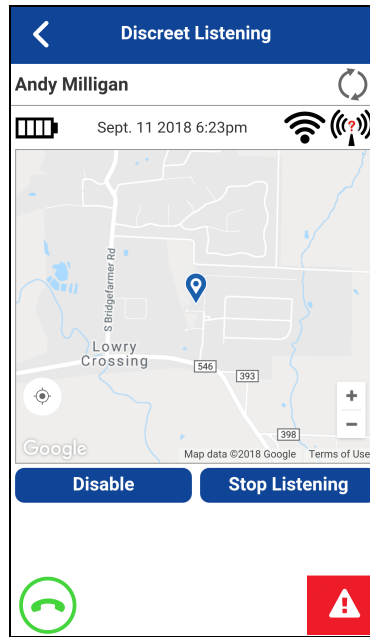 Discreet Listening
Andy Milligan
Sept. 11 2018 6:23pm
?
S Bridgefarmer Rd
Lowry
Crossing
546
393
398
+
−
Google
Map data ©2018 Google Terms of Use
Disable Stop Listening